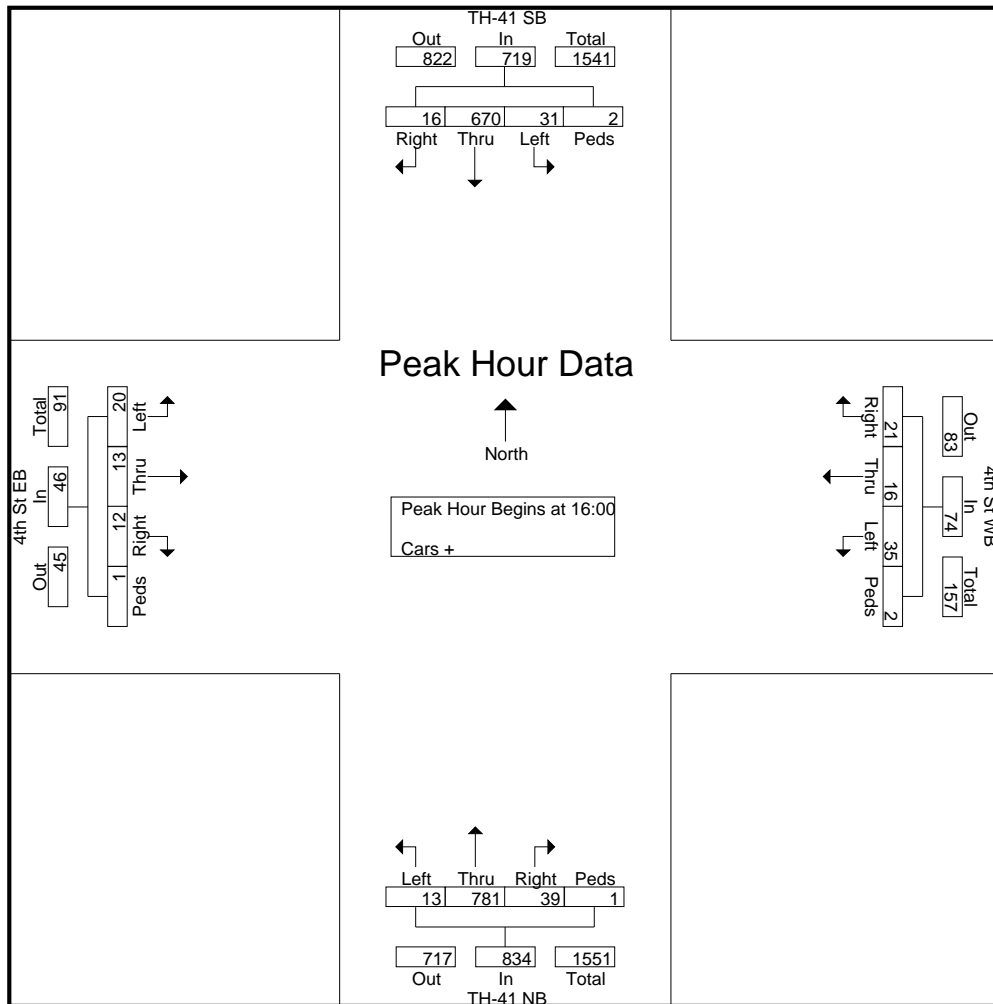 TH-41 SB
Out In Total
822 719 1541
16 670 31 2
Right Thru Left Peds
Peak Hour Data
North
Peak Hour Begins at 16:00
Cars +
4th St EB
Total In Out
91 46 45
20 13 12 1
Left Thru Right Peds
4th St WB
Out In Total
83 74 157
21 16 35 2
Right Thru Left Peds
Left Thru Right Peds
13 781 39 1
717 834 1551
Out In Total
TH-41 NB